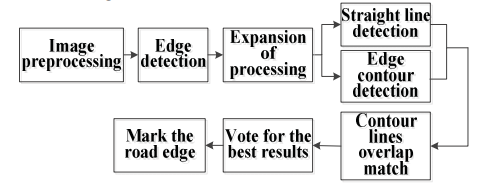 Image
preprocessing
Edge
detection
Expansion
of
processing
Straight line
detection
Edge
contour
detection
Contour
lines
overlap
match
Vote for the
best results
Mark the
road edge